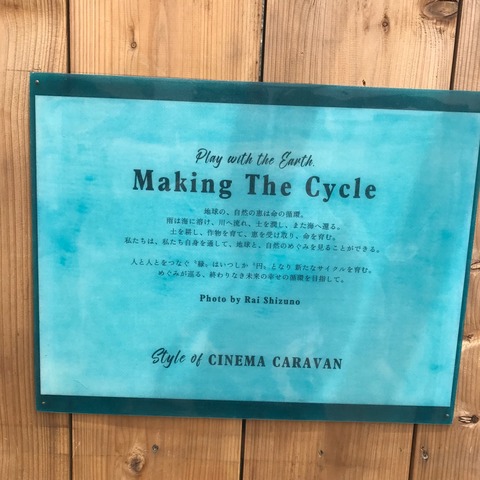 Play with the Earth.
Making The Cycle
地球の、自然の恵は命の循環。
雨は海に溶け、川へ流れ、土を潤し、また海へ還る。
土を耕し、作物を育て、恵を受け取り、命を育む。
私たちは、私たち自身を通して、地球と、自然のめぐみを見ることができる。
人と人とをつなぐ“縁”はいつしか“円”となり 新たなサイクルを育む。
めぐみが巡る、終わりなき未来の幸せの循環を目指して。
Photo by Rai Shizuno
Style of CINEMA CARAVAN